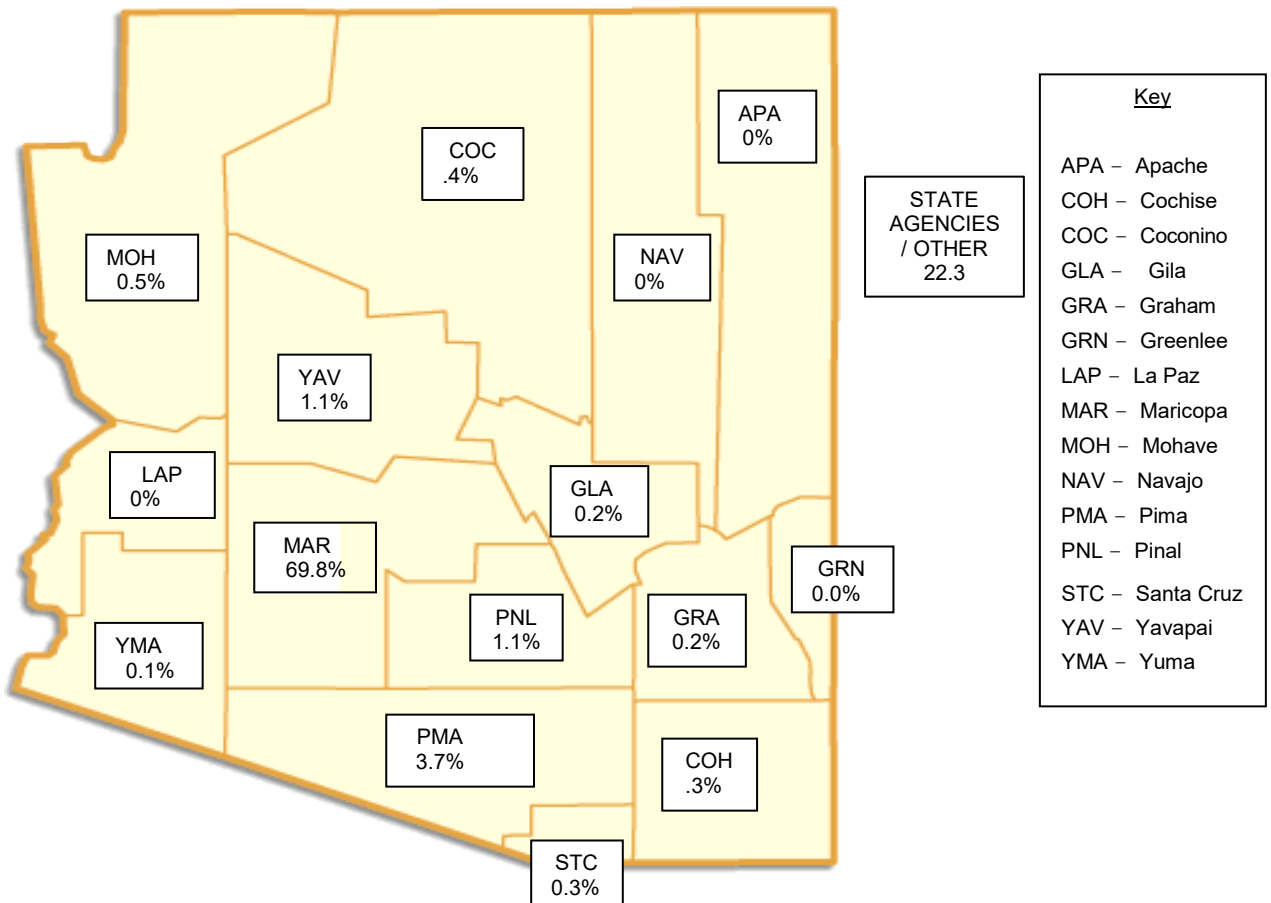 APA
0%
COC
.4%
STATE
AGENCIES
/ OTHER
22.3
MOH
0.5%
NAV
0%
YAV
1.1%
LAP
0%
GLA
0.2%
MAR
69.8%
GRN
0.0%
PNL
1.1%
GRA
0.2%
YMA
0.1%
PMA
3.7%
COH
.3%
STC
0.3%
Key
APA – Apache
COH – Cochise
COC – Coconino
GLA – Gila
GRA – Graham
GRN – Greenlee
LAP – La Paz
MAR – Maricopa
MOH – Mohave
NAV – Navajo
PMA – Pima
PNL – Pinal
STC – Santa Cruz
YAV – Yavapai
YMA – Yuma